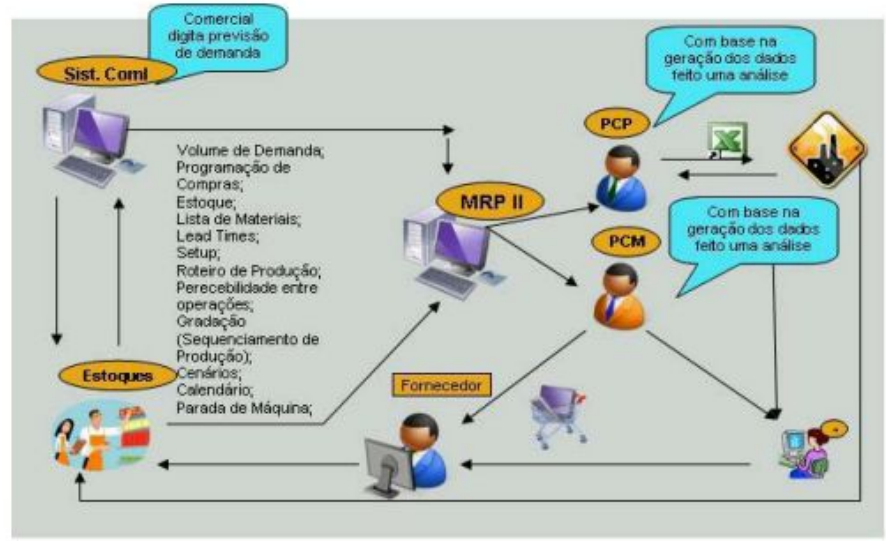 Comercial
digita previsão
de demanda
Sist. Coml
Com base na
geração dos dados
feito uma análise
PCP
Volume de Demanda;
Programação de
Compras;
Estoque;
Lista de Materiais;
Lead Times;
Setup;
Roteiro de Produção;
Perecebilidade entre
operações;
Gradação
(Sequenciamento de
Produção);
Cenários;
Calendário;
Parada de Máquina;
MRP II
PCM
Com base na
geração dos dados
feito uma análise
Estoques
Fornecedor